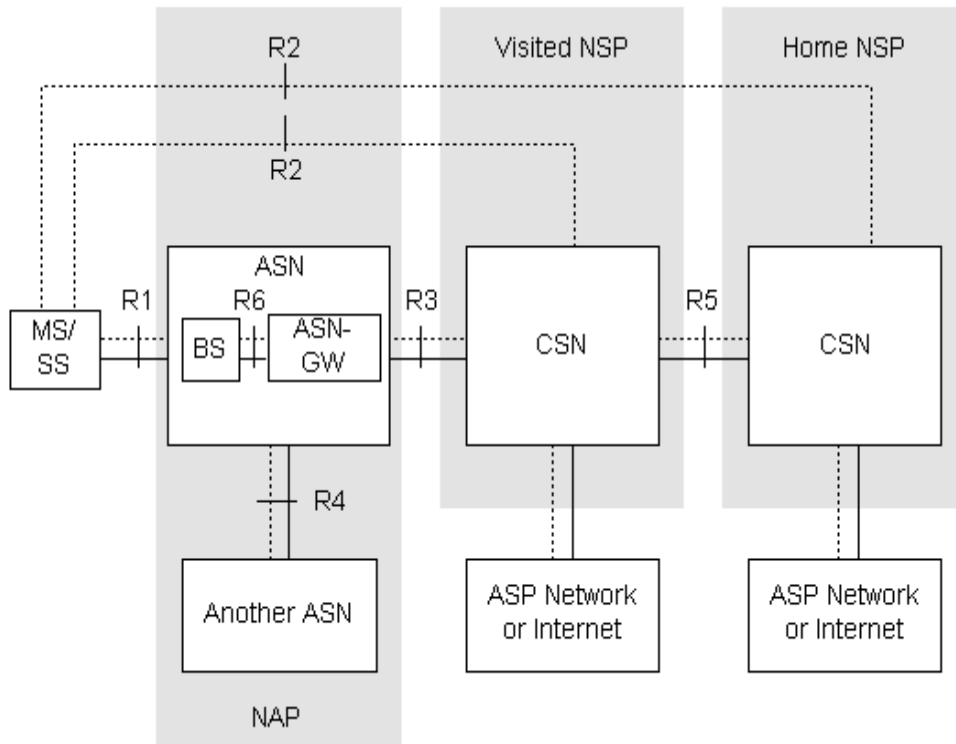 R2
Visited NSP
Home NSP
R2
ASN
R1
R6
R3
R5
MS/
SS
BS
ASN-
GW
CSN
CSN
R4
Another ASN
ASP Network
or Internet
ASP Network
or Internet
NAP